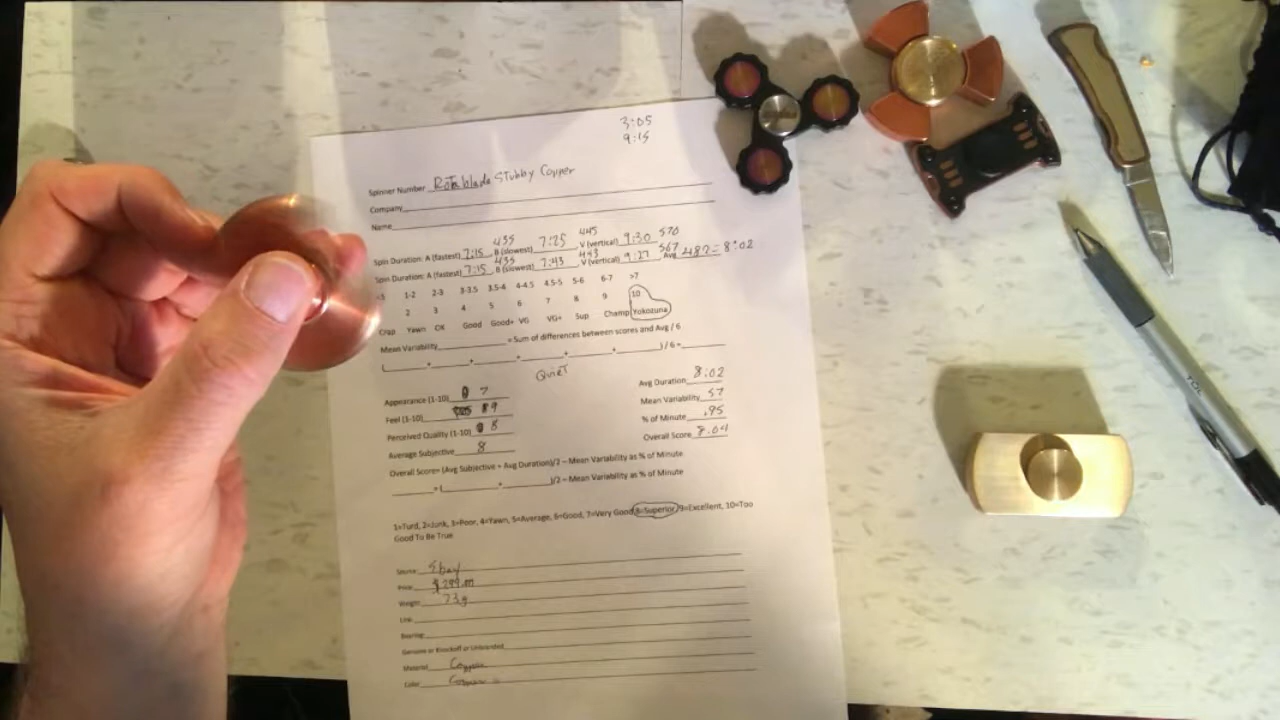 3:05
9:15
Spinner Number Rotablade Stubby Copper
Company
Name
435 445 570
Spin Duration: A (fastest) 7:15 B (slowest) 7:25 , V (vertical) 9:30
435 453 567
Spin Duration: A (fastest) 7:15 , B (slowest) 7:43 , V (vertical) 9:27 Avg 482 = 8:02
<1 1-2 2-3 3-3.5 3.5-4 4-4.5 4.5-5 5-6 6-7 >7
2 3 4 5 6 7 8 9 10
Crap Yawn OK Good Good+ VG VG+ Sup Champ Yokozuna
Mean Variability = Sum of differences between scores and Avg / 6
( + + + + + ) / 6 =
Quiet
Appearance (1-10) 7
Feel (1-10) 9
Perceived Quality (1-10) 8
Average Subjective 8
Avg Duration 8:02
Mean Variability 57
% of Minute .95
Overall Score 8.04
Overall Score= (Avg Subjective + Avg Duration)/2 – Mean Variability as % of Minute
= ( + )/2 – Mean Variability as % of Minute
1=Turd, 2=Junk, 3=Poor, 4=Yawn, 5=Average, 6=Good, 7=Very Good, 8=Superior, 9=Excellent, 10=Too
Good To Be True
Source: Ebay
Price: $299.00
Weight: 73g
Link:
Bearing:
Genuine or Knockoff or Unbranded
Material: Copper
Color: Copper